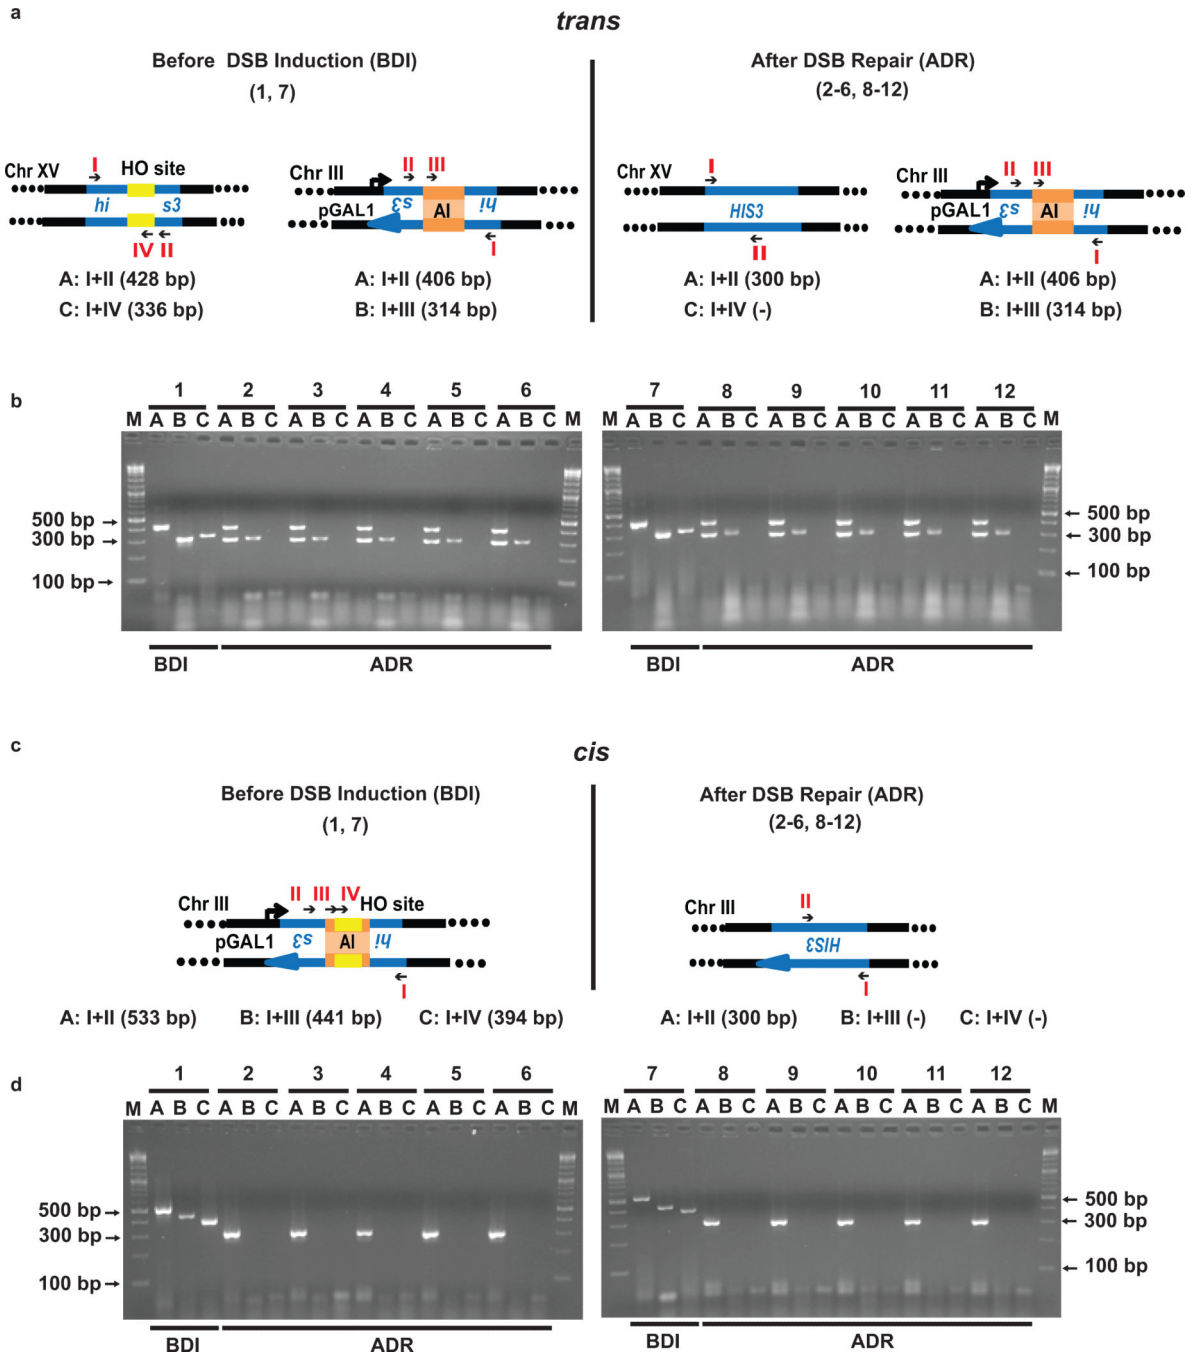 a
trans
Before DSB Induction (BDI)
(1, 7)
After DSB Repair (ADR)
(2-6, 8-12)
Chr XV
I
HO site
hi
s3
IV II
A: I+II (428 bp)
C: I+IV (336 bp)
Chr III
II III
pGAL1
s3
AI
hi
I
A: I+II (406 bp)
B: I+III (314 bp)
Chr XV
I
HIS3
II
A: I+II (300 bp)
C: I+IV (-)
Chr III
II III
pGAL1
s3
AI
hi
I
A: I+II (406 bp)
B: I+III (314 bp)
b
1 2 3 4 5 6
M A B C A B C A B C A B C A B C A B C M
500 bp
300 bp
100 bp
BDI
ADR
7 8 9 10 11 12
M A B C A B C A B C A B C A B C A B C M
500 bp
300 bp
100 bp
BDI
ADR
c
cis
Before DSB Induction (BDI)
(1, 7)
After DSB Repair (ADR)
(2-6, 8-12)
Chr III
II III IV HO site
pGAL1
s3
AI
hi
I
A: I+II (533 bp) B: I+III (441 bp) C: I+IV (394 bp)
Chr III
II
HIS3
I
A: I+II (300 bp) B: I+III (-) C: I+IV (-)
d
1 2 3 4 5 6
M A B C A B C A B C A B C A B C A B C M
500 bp
300 bp
100 bp
BDI
ADR
7 8 9 10 11 12
M A B C A B C A B C A B C A B C A B C M
500 bp
300 bp
100 bp
BDI
ADR